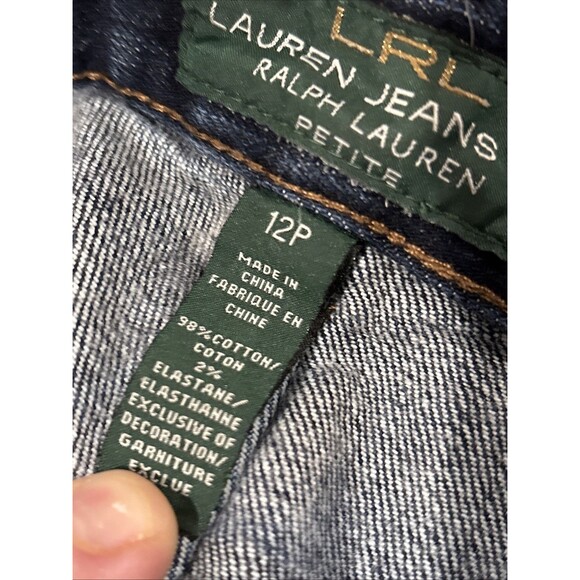 LRL
LAUREN JEANS
RALPH LAUREN
PETITE
12P
MADE IN
CHINA
FABRIQUE EN
CHINE
98%COTTON/
COTON
2%
ELASTANE/
ELASTHANNE
EXCLUSIVE OF
DECORATION/
GARNITURE
EXCLUE